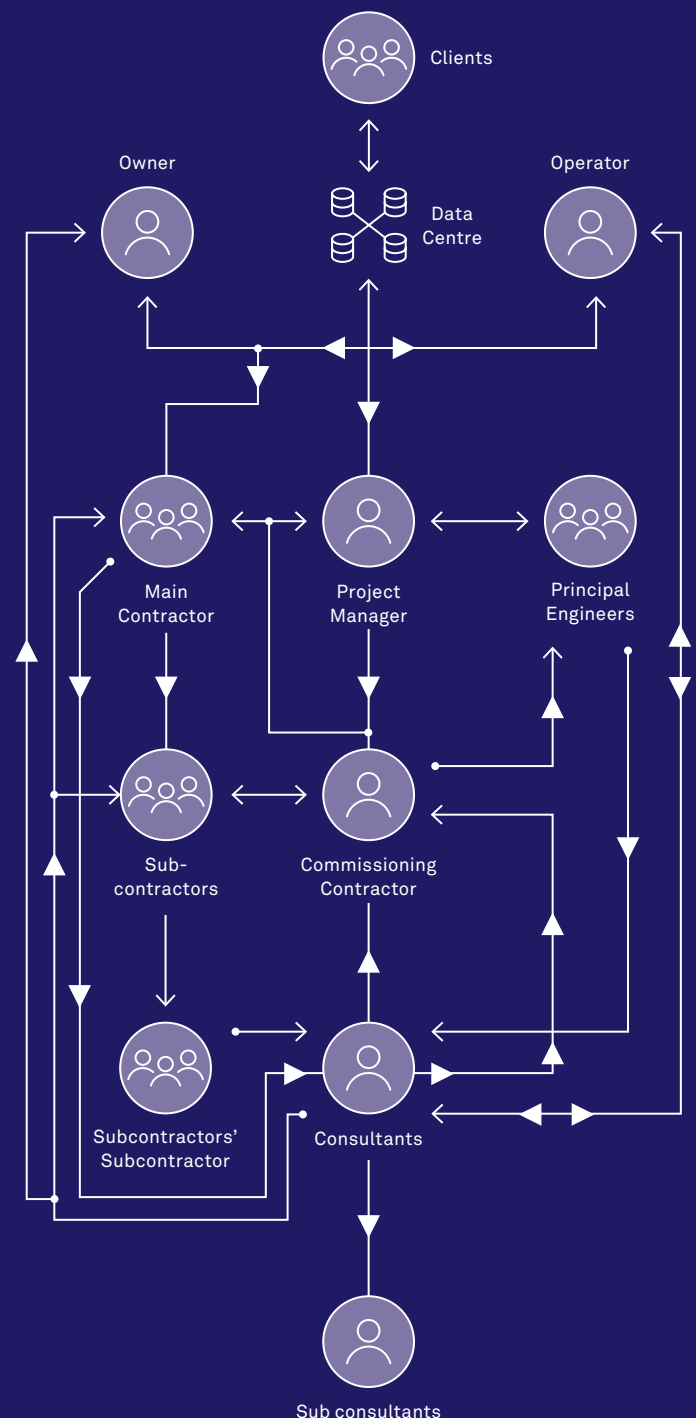 Clients
Owner
Operator
Data
Centre
Main
Contractor
Project
Manager
Principal
Engineers
Sub-
contractors
Commissioning
Contractor
Subcontractors'
Subcontractor
Consultants
Sub consultants